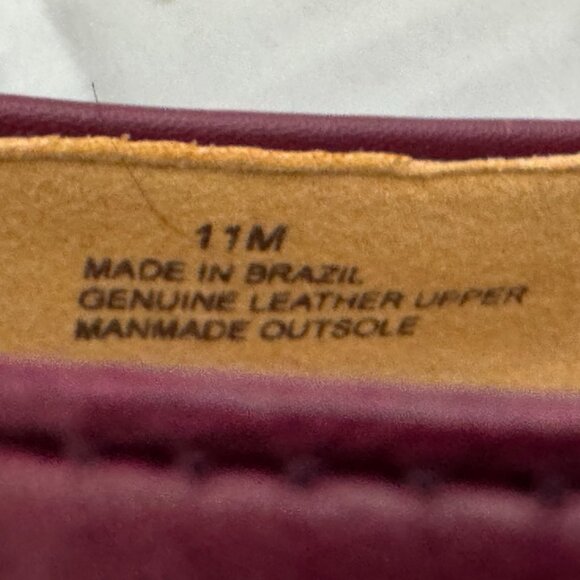 11M
MADE IN BRAZIL
GENUINE LEATHER UPPER
MANMADE OUTSOLE